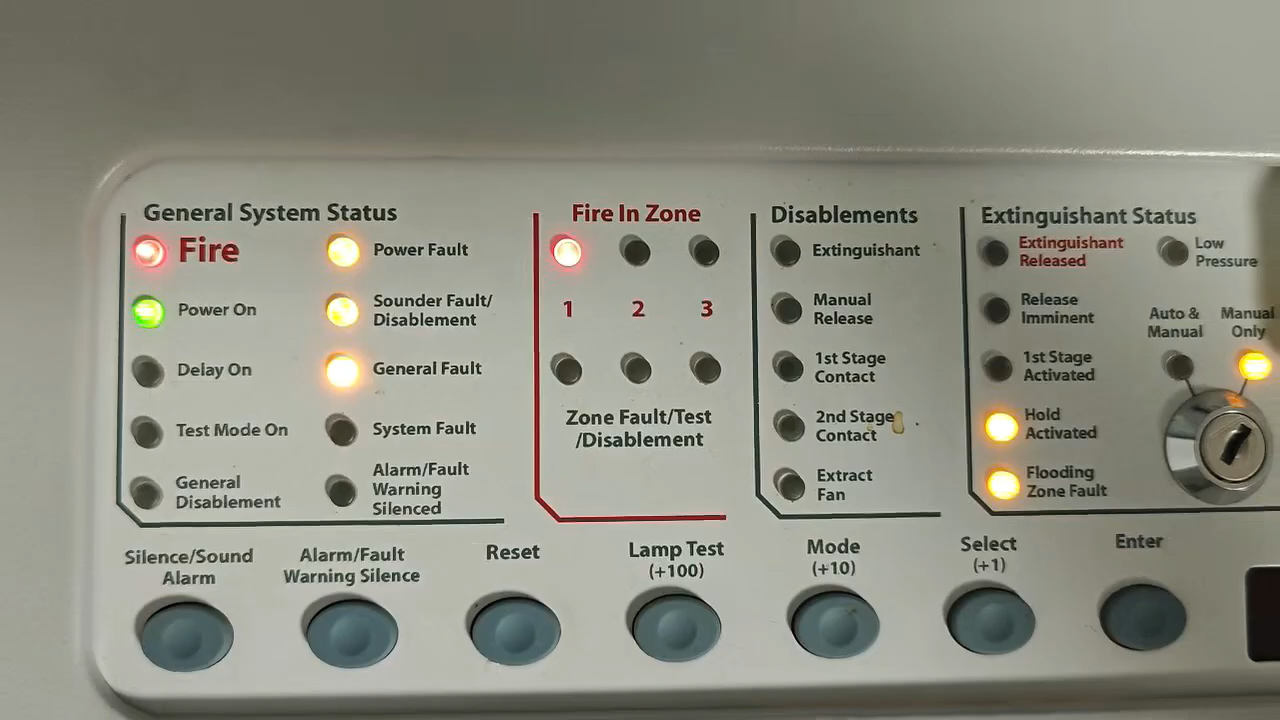 General System Status
Fire
Power On
Delay On
Test Mode On
General
Disablement
Power Fault
Sounder Fault/
Disablement
General Fault
System Fault
Alarm/Fault
Warning
Silenced
Fire In Zone
1 2 3
Zone Fault/Test
/Disablement
Disablements
Extinguishant
Manual
Release
1st Stage
Contact
2nd Stage
Contact
Extract
Fan
Extinguishant Status
Extinguishant
Released
Release
Imminent
1st Stage
Activated
Hold
Activated
Flooding
Zone Fault
Low
Pressure
Auto &
Manual
Manual
Only
Silence/Sound
Alarm
Alarm/Fault
Warning Silence
Reset
Lamp Test
(+100)
Mode
(+10)
Select
(+1)
Enter